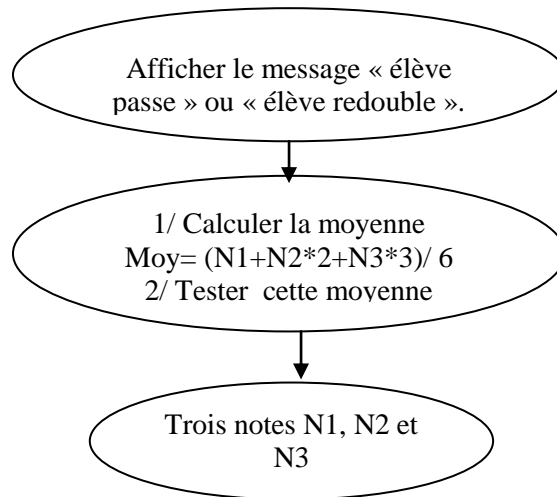 Afficher le message « élève
passe » ou « élève redouble ».
1/ Calculer la moyenne
Moy= (N1+N2*2+N3*3)/ 6
2/ Tester cette moyenne
Trois notes N1, N2 et
N3